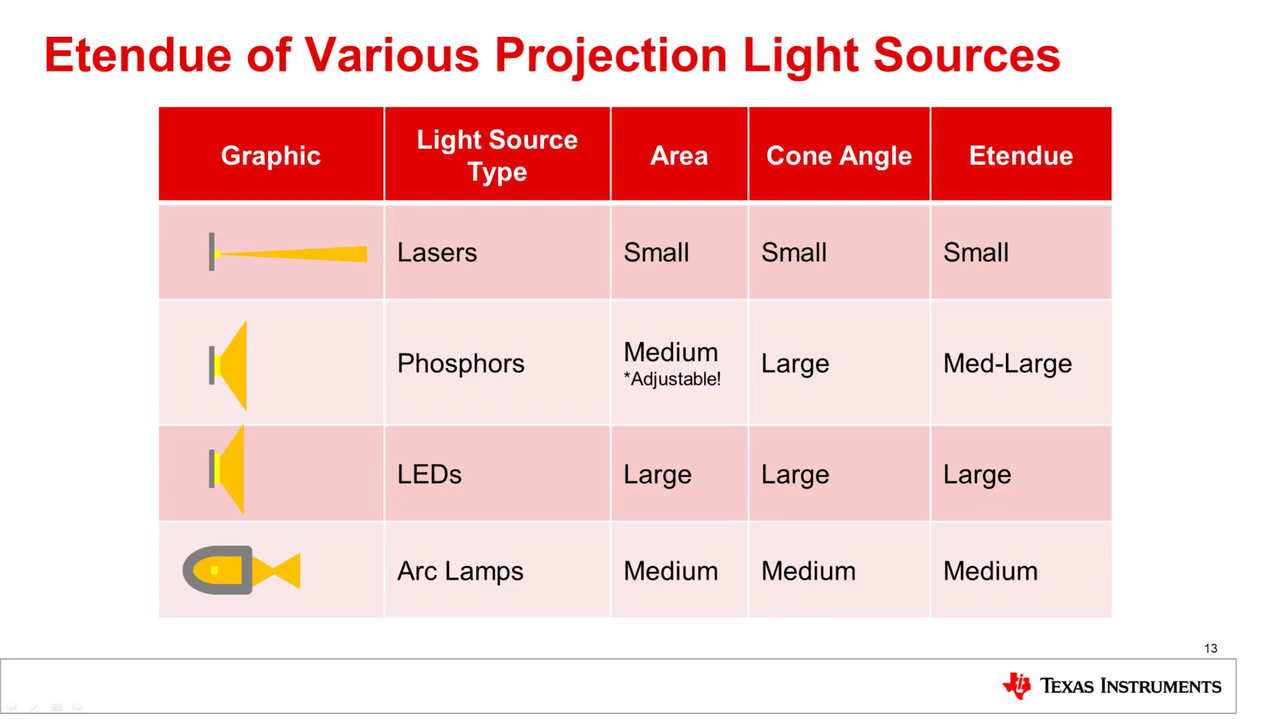 Etendue of Various Projection Light Sources
Graphic
Light Source
Type
Area
Cone Angle
Etendue
Lasers
Small
Small
Small
Phosphors
Medium
*Adjustable!
Large
Med-Large
LEDs
Large
Large
Large
Arc Lamps
Medium
Medium
Medium
13
TEXAS INSTRUMENTS